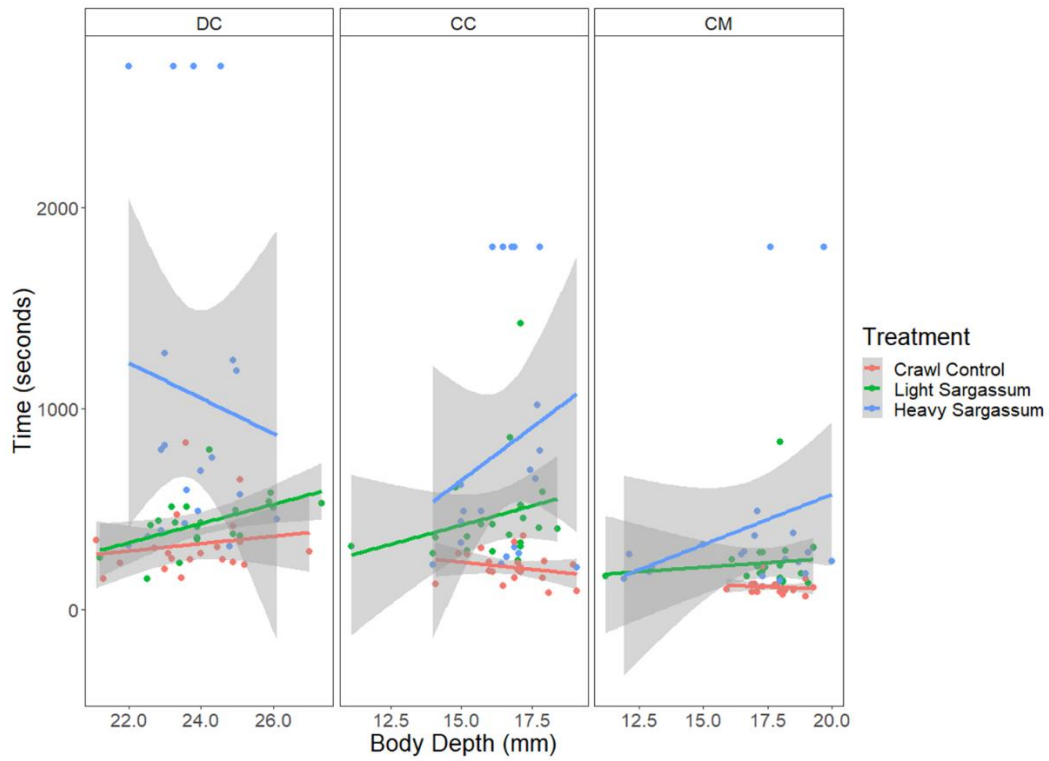 DC CC CM
Time (seconds)
2000
1000
0
22.0 24.0 26.0 12.5 15.0 17.5 12.5 15.0 17.5 20.0
Body Depth (mm)
Treatment
Crawl Control
Light Sargassum
Heavy Sargassum